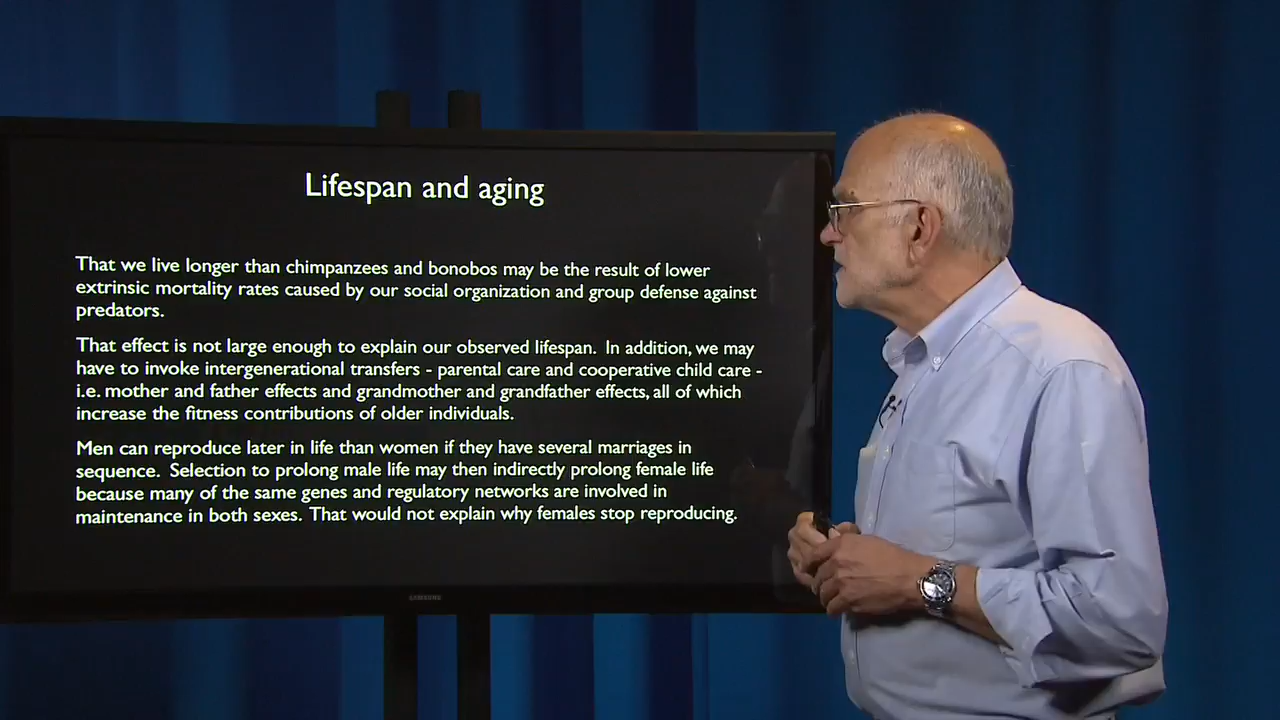 Lifespan and aging
That we live longer than chimpanzees and bonobos may be the result of lower
extrinsic mortality rates caused by our social organization and group defense against
predators.
That effect is not large enough to explain our observed lifespan. In addition, we may
have to invoke intergenerational transfers - parental care and cooperative child care -
i.e. mother and father effects and grandmother and grandfather effects, all of which
increase the fitness contributions of older individuals.
Men can reproduce later in life than women if they have several marriages in
sequence. Selection to prolong male life may then indirectly prolong female life
because many of the same genes and regulatory networks are involved in
maintenance in both sexes. That would not explain why females stop reproducing.
SAMSUNG